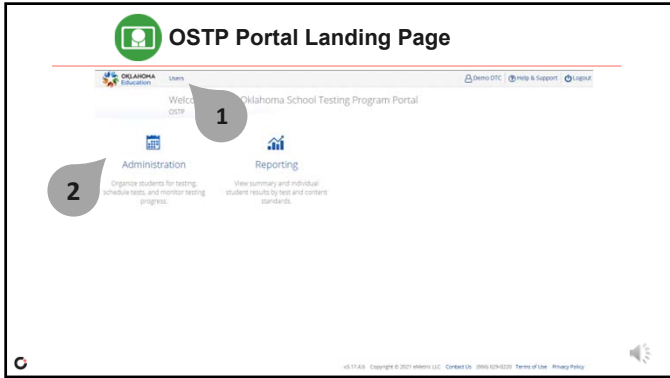 OSTP Portal Landing Page
OKLAHOMA
Education
Users
Demo DTC
Help & Support
Logout
Oklahoma School Testing Program Portal
OSTP
1
Administration
Reporting
2
Organize students for testing,
schedule tests, and monitor testing
progress.
View summary and individual
student results by test and content
standards.
Copyright © 2021 eMetric LLC
Contact Us
Terms of Use
Privacy Policy